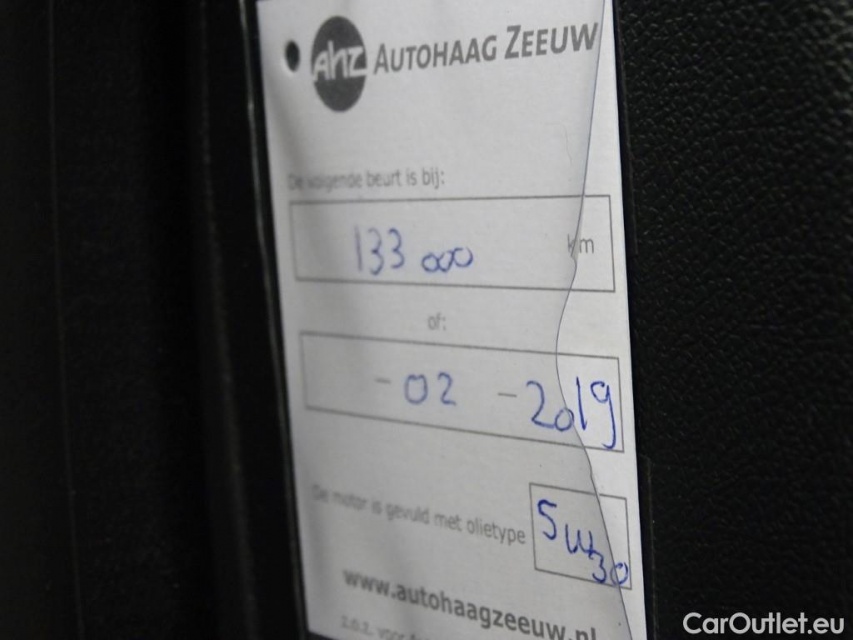 ahz AUTOHAAG ZEEUW
De volgende beurt is bij:
133 000 km
of:
- 02 - 2019
De motor is gevuld met olietype 5W30
www.autohaagzeeuw.nl
z.o.z. voor
CarOutlet.eu